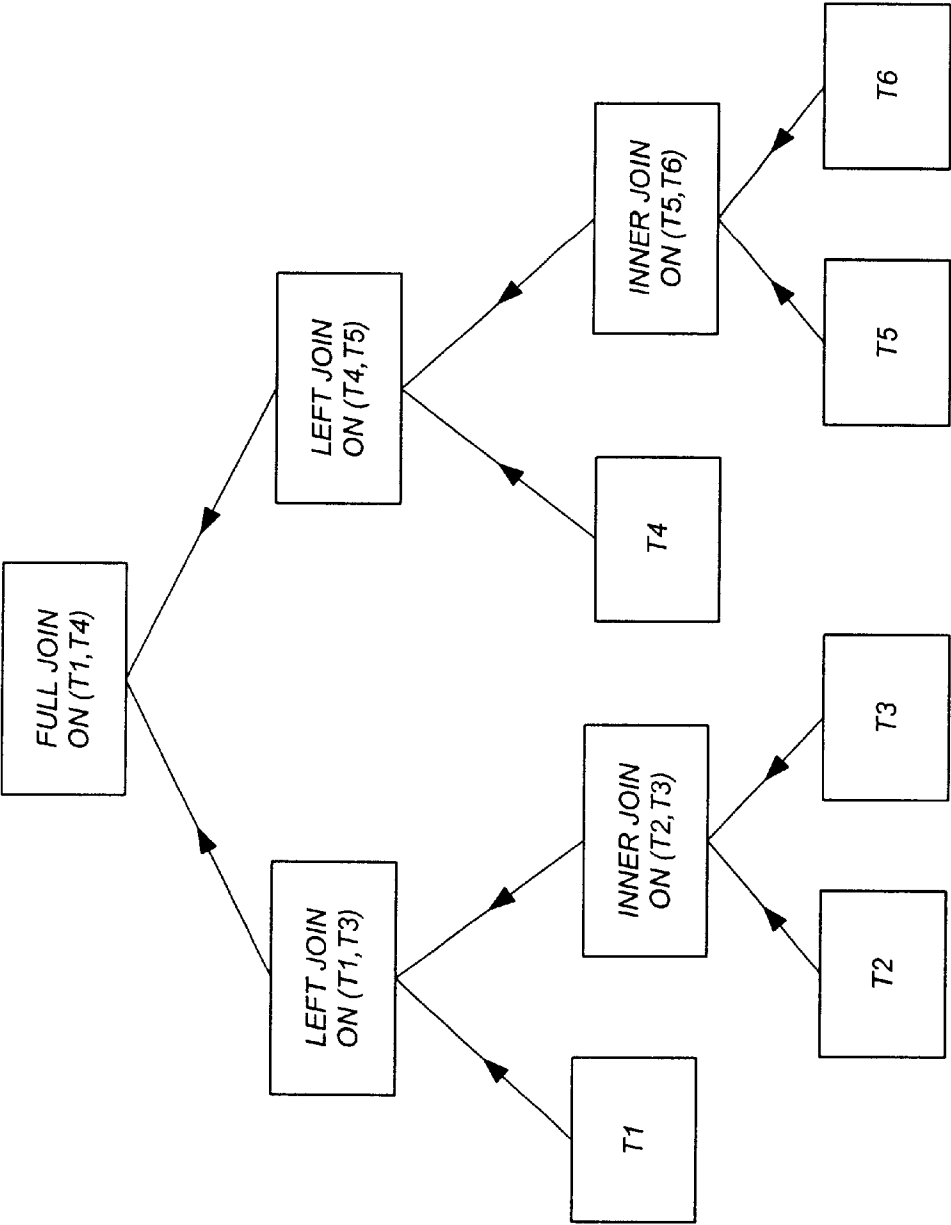 FULL JOIN
ON (T1,T4)
LEFT JOIN
ON (T1,T3)
LEFT JOIN
ON (T4,T5)
T1
INNER JOIN
ON (T2,T3)
T4
INNER JOIN
ON (T5,T6)
T2
T3
T5
T6